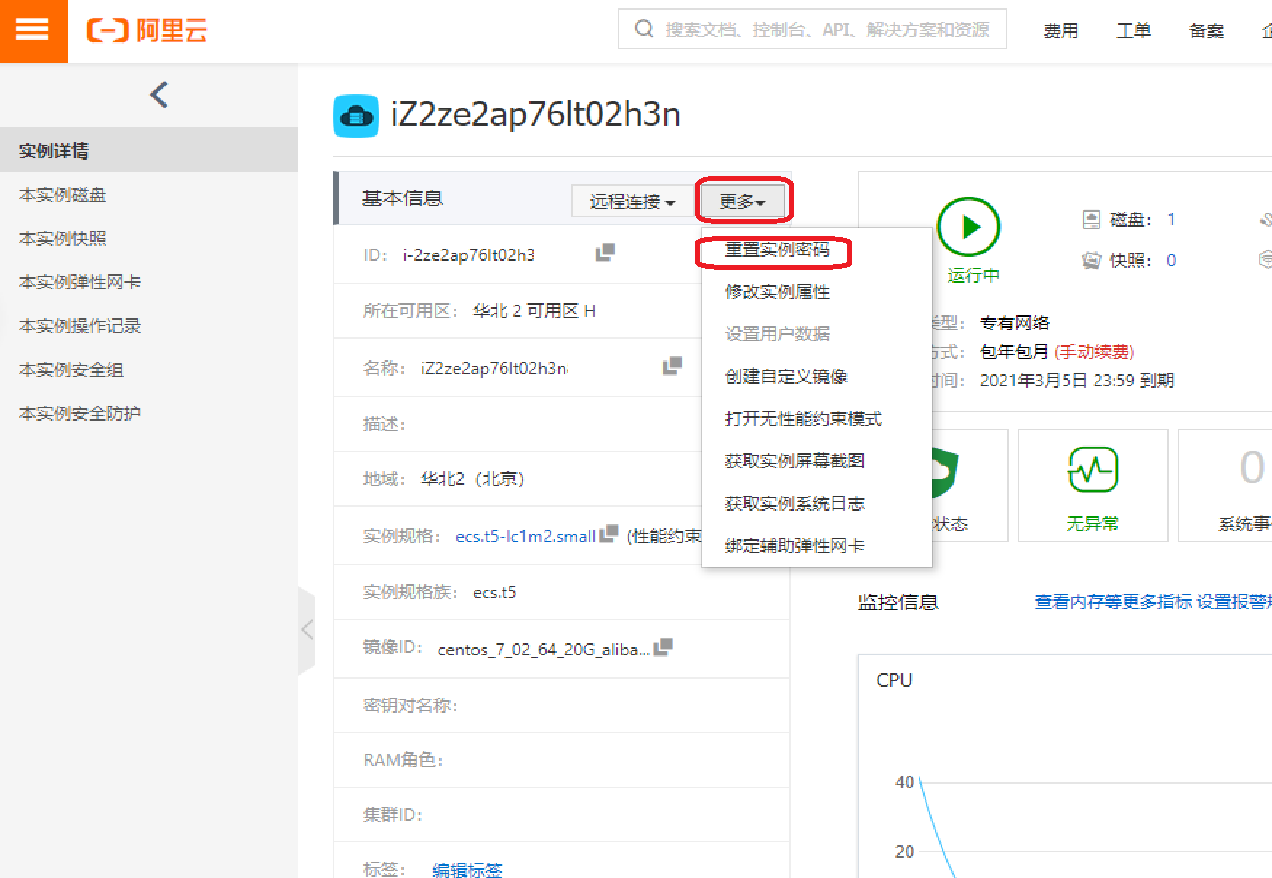 阿里云
搜索文档、控制台、API、解决方案和资源
费用
工单
备案
实例详情
本实例磁盘
本实例快照
本实例弹性网卡
本实例操作记录
本实例安全组
本实例安全防护
iZ2ze2ap76lt02h3n
基本信息
远程连接
更多
ID： i-2ze2ap76lt02h3
所在可用区： 华北 2 可用区 H
名称： iZ2ze2ap76lt02h3n
描述：
地域： 华北2（北京）
实例规格： ecs.t5-lc1m2.small (性能约束
实例规格族： ecs.t5
镜像ID： centos_7_02_64_20G_aliba...
密钥对名称：
RAM角色：
集群ID：
标签： 编辑标签
重置实例密码
修改实例属性
设置用户数据
创建自定义镜像
打开无性能约束模式
获取实例屏幕截图
获取实例系统日志
绑定辅助弹性网卡
运行中
磁盘： 1
快照： 0
类型： 专有网络
方式： 包年包月 (手动续费)
时间： 2021年3月5日 23:59 到期
状态
无异常
0
系统事
监控信息
查看内存等更多指标 设置报警
CPU
40
20